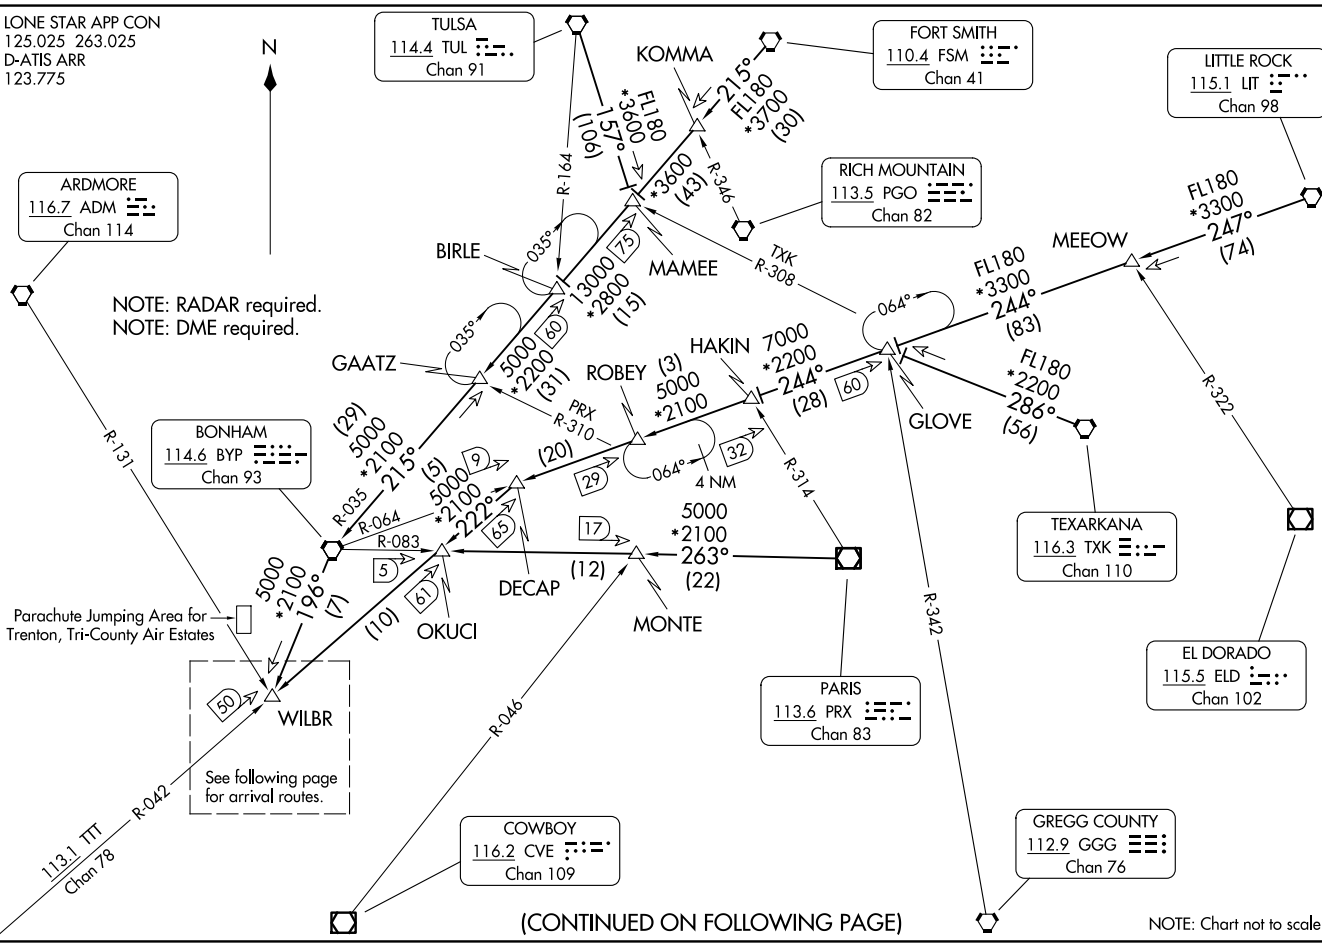 LONE STAR APP CON
125.025 263.025
D-ATIS ARR
123.775
N
TULSA
114.4 TUL
Chan 91
KOMMA
FORT SMITH
110.4 FSM
Chan 41
LITTLE ROCK
115.1 LIT
Chan 98
215°
FL180
*3700
(30)
FL180
*3600
157°
(106)
R-164
*3600
(43)
R-346
RICH MOUNTAIN
113.5 PGO
Chan 82
ARDMORE
116.7 ADM
Chan 114
FL180
*3300
247°
(74)
MEEOW
BIRLE
035°
75
MAMEE
TXK
R-308
13000
*2800
(15)
FL180
*3300
244°
(83)
064°
NOTE: RADAR required.
NOTE: DME required.
035°
60
GAATZ
5000
*2200
(31)
ROBEY
HAKIN
7000
*2200
244°
(28)
60
GLOVE
FL180
*2200
286°
(56)
R-322
(3)
5000
*2100
PRX
R-310
(29)
5000
*2100
215°
R-131
BONHAM
114.6 BYP
Chan 93
R-035
R-064
R-083
(5)
5000
*2100
222°
9
(20)
29
064°
4 NM
32
R-314
65
17
5000
*2100
263°
(22)
(12)
5
61
DECAP
MONTE
OKUCI
(10)
TEXARKANA
116.3 TXK
Chan 110
R-342
5000
*2100
196°
(7)
Parachute Jumping Area for
Trenton, Tri-County Air Estates
50
WILBR
See following page
for arrival routes.
R-046
PARIS
113.6 PRX
Chan 83
EL DORADO
115.5 ELD
Chan 102
R-042
113.1 TTT
Chan 78
COWBOY
116.2 CVE
Chan 109
GREGG COUNTY
112.9 GGG
Chan 76
(CONTINUED ON FOLLOWING PAGE)
NOTE: Chart not to scale